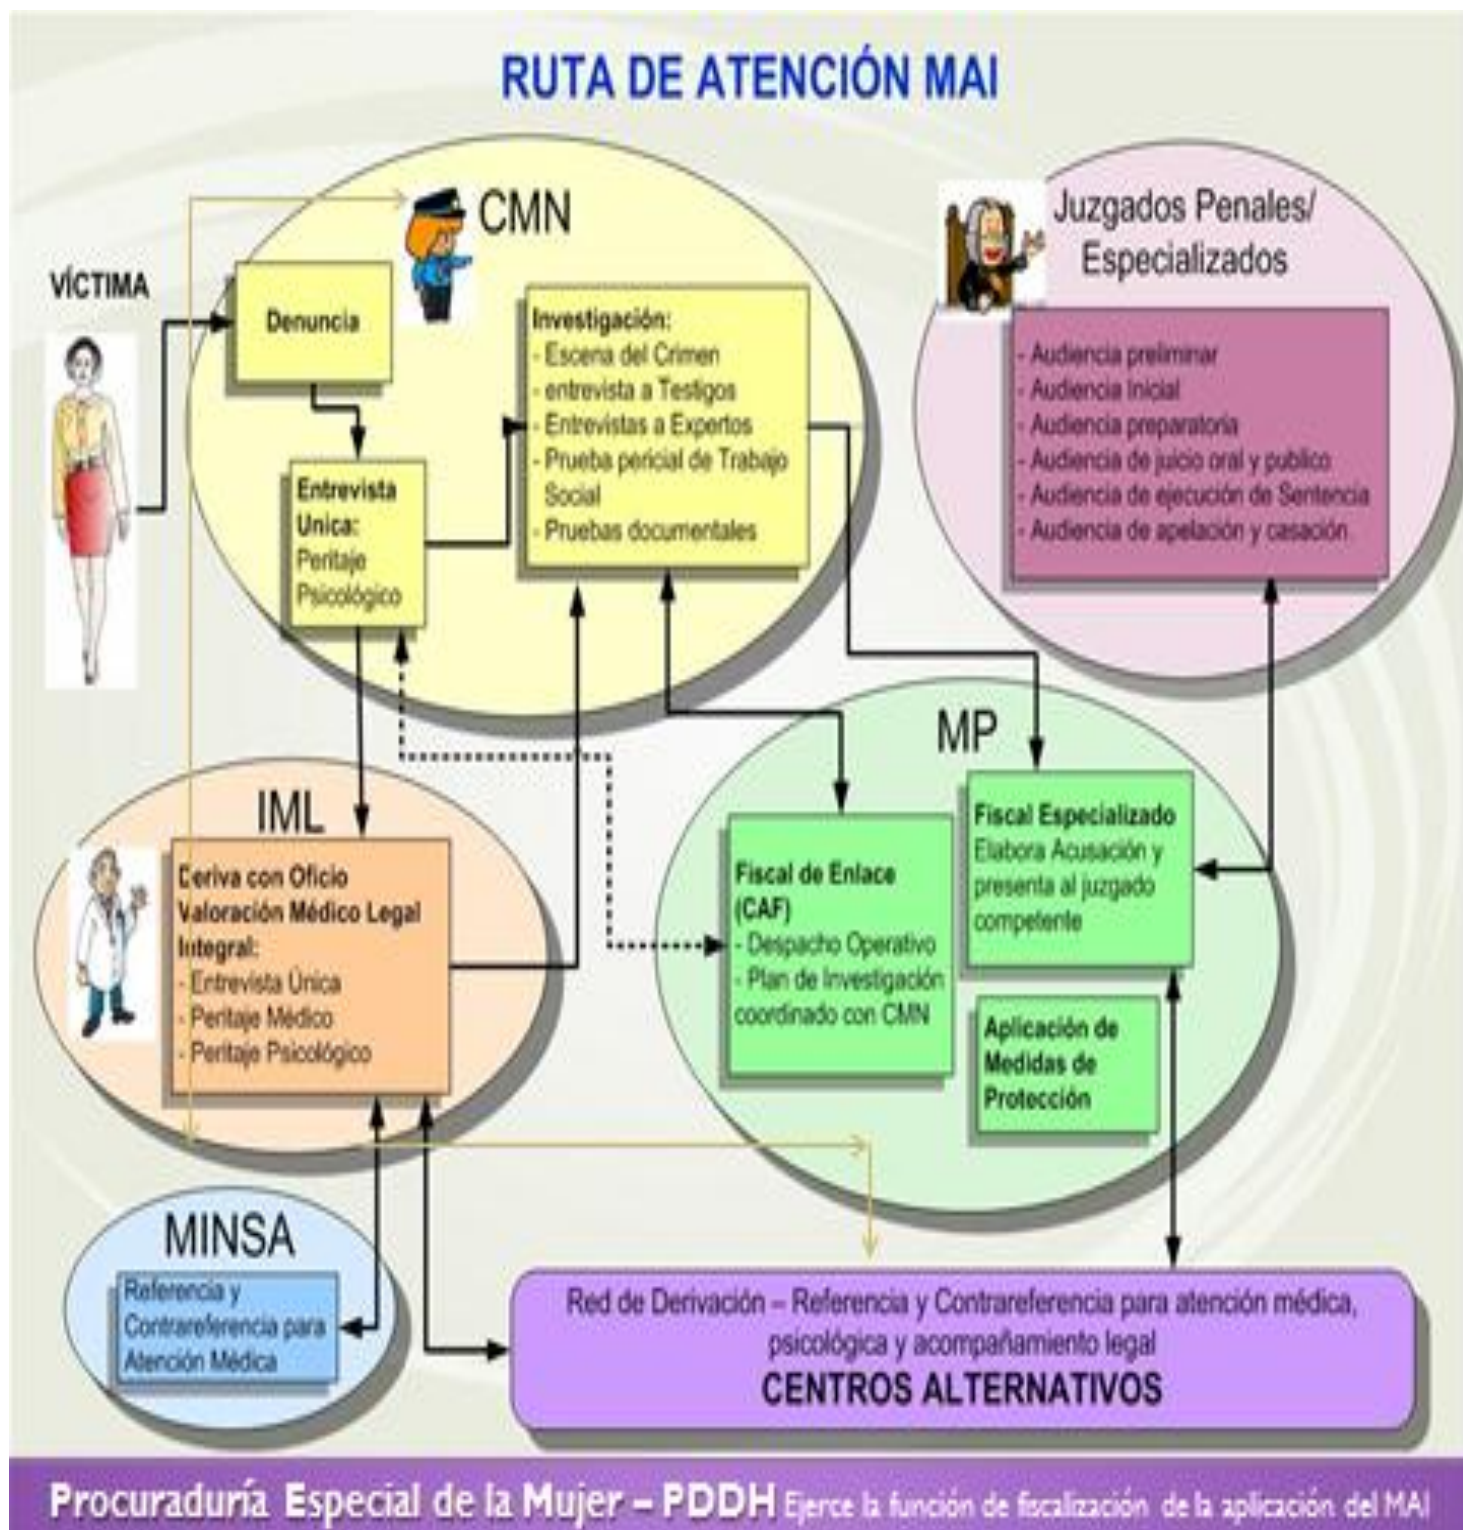 RUTA DE ATENCIÓN MAI
VÍCTIMA
CMN
Denuncia
Entrevista
Unica:
Peritaje
Psicológico
Investigación:
- Escena del Crimen
- entrevista a Testigos
- Entrevistas a Expertos
- Prueba pericial de Trabajo
Social
- Pruebas documentales
Juzgados Penales/
Especializados
- Audiencia preliminar
- Audiencia Inicial
- Audiencia preparatoria
- Audiencia de juicio oral y publico
- Audiencia de ejecución de Sentencia
- Audiencia de apelación y casación.
IML
Deriva con Oficio
Valoración Médico Legal
Integral:
- Entrevista Única
- Peritaje Médico
- Peritaje Psicológico
MP
Fiscal de Enlace
(CAF)
- Despacho Operativo
- Plan de Investigación
coordinado con CMN
Fiscal Especializado
Elabora Acusación y
presenta al juzgado
competente
Aplicación de
Medidas de
Protección
MINSA
Referencia y
Contrareferencia para
Atención Médica
Red de Derivación – Referencia y Contrareferencia para atención médica,
psicológica y acompañamiento legal
CENTROS ALTERNATIVOS
Procuraduría Especial de la Mujer – PDDH Ejerce la función de fiscalización de la aplicación del MAI